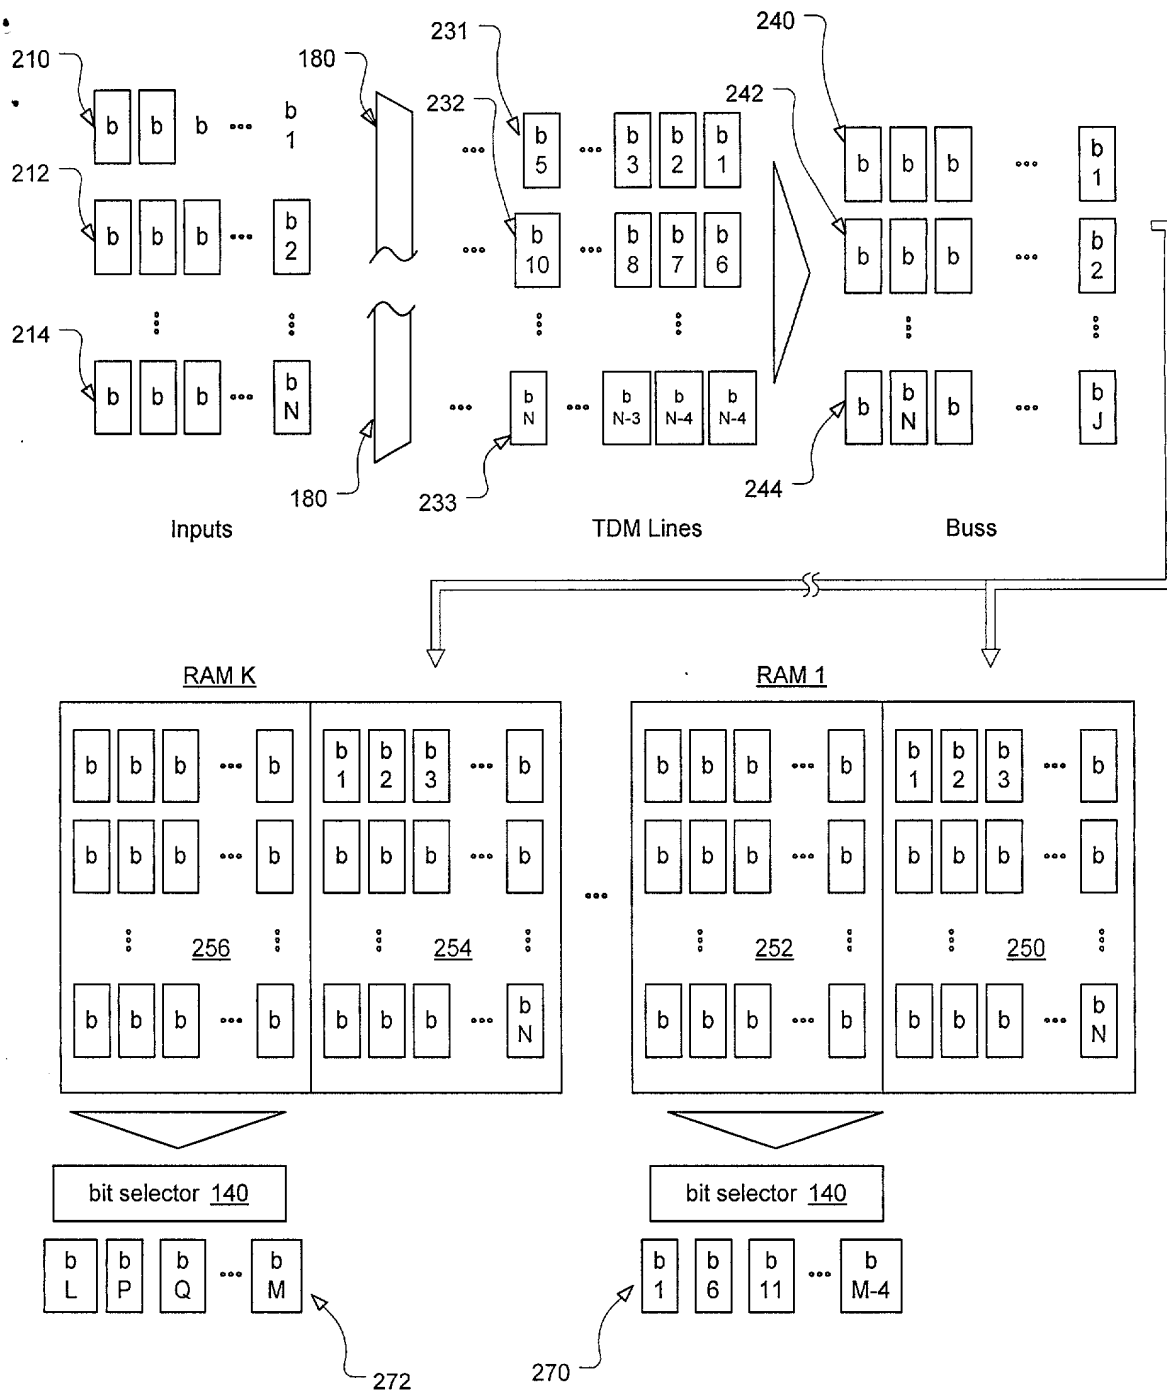 231
240
210
180
232
242
b b b ... b 1
b 5 ... b 3 b 2 b 1
b b b ... b 1
212
b b b ... b 2
... b 10 ... b 8 b 7 b 6
b b b ... b 2
214
b b b ... b N
... b N ... b N-3 b N-4 b N-4
b b N b ... b J
180
233
244
Inputs
TDM Lines
Buss
RAM K
RAM 1
b b b ... b b 1 b 2 b 3 ... b
b b b ... b b 1 b 2 b 3 ... b
b b b ... b b b b ... b
b b b ... b b b b ... b
...
256
254
252
250
b b b ... b b b b ... b N
b b b ... b b b b ... b N
bit selector 140
bit selector 140
b L b P b Q ... b M
b 1 b 6 b 11 ... b M-4
272
270